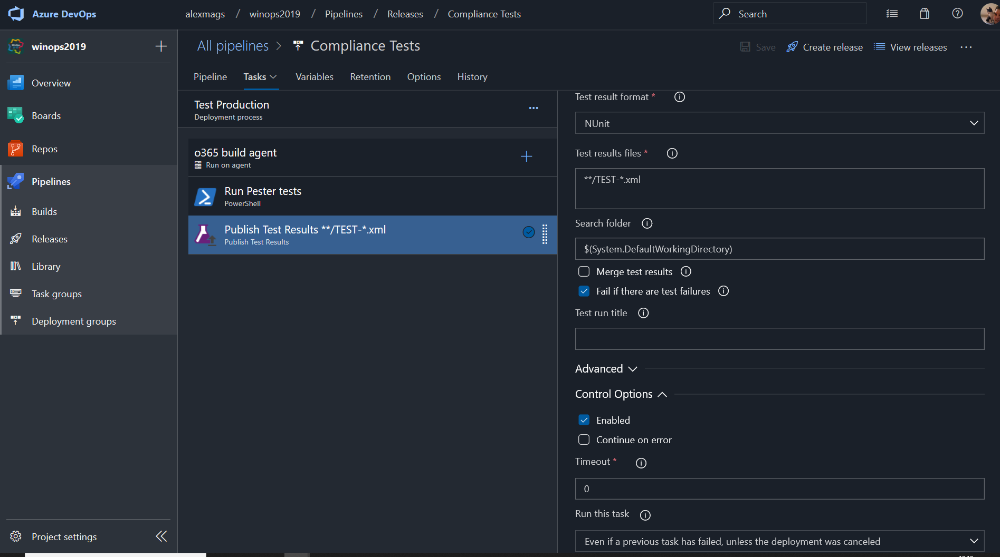 Azure DevOps
alexmags / winops2019 / Pipelines / Releases / Compliance Tests
Search
winops2019
Overview
Boards
Repos
Pipelines
Builds
Releases
Library
Task groups
Deployment groups
Project settings
All pipelines > Compliance Tests
Save
Create release
View releases
Pipeline
Tasks
Variables
Retention
Options
History
Test Production
Deployment process
o365 build agent
Run on agent
Run Pester tests
PowerShell
Publish Test Results **/TEST-*.xml
Publish Test Results
Test result format *
NUnit
Test results files *
**/TEST-*.xml
Search folder
$(System.DefaultWorkingDirectory)
Merge test results
Fail if there are test failures
Test run title
Advanced
Control Options
Enabled
Continue on error
Timeout *
0
Run this task
Even if a previous task has failed, unless the deployment was canceled